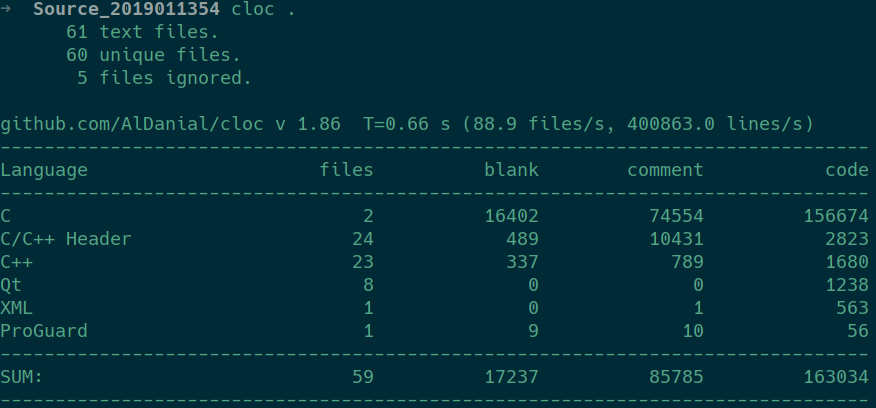 ➜  Source_2019011354 cloc .
      61 text files.
      60 unique files.
       5 files ignored.
github.com/AlDanial/cloc v 1.86  T=0.66 s (88.9 files/s, 400863.0 lines/s)
-------------------------------------------------------------------------------
Language                     files          blank        comment           code
-------------------------------------------------------------------------------
C                                2          16402          74554         156674
C/C++ Header                    24            489          10431           2823
C++                             23            337            789           1680
Qt                               8              0              0           1238
XML                              1              0              1            563
ProGuard                         1              9             10             56
-------------------------------------------------------------------------------
SUM:                            59          17237          85785         163034
-------------------------------------------------------------------------------